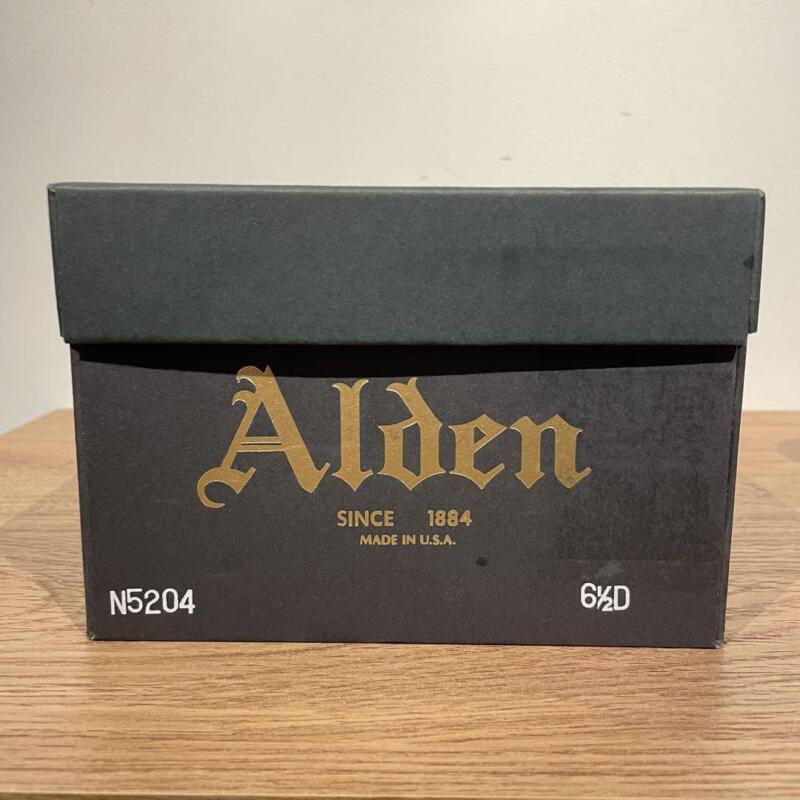 Alden
SINCE 1884
MADE IN U.S.A.
N5204 6½D